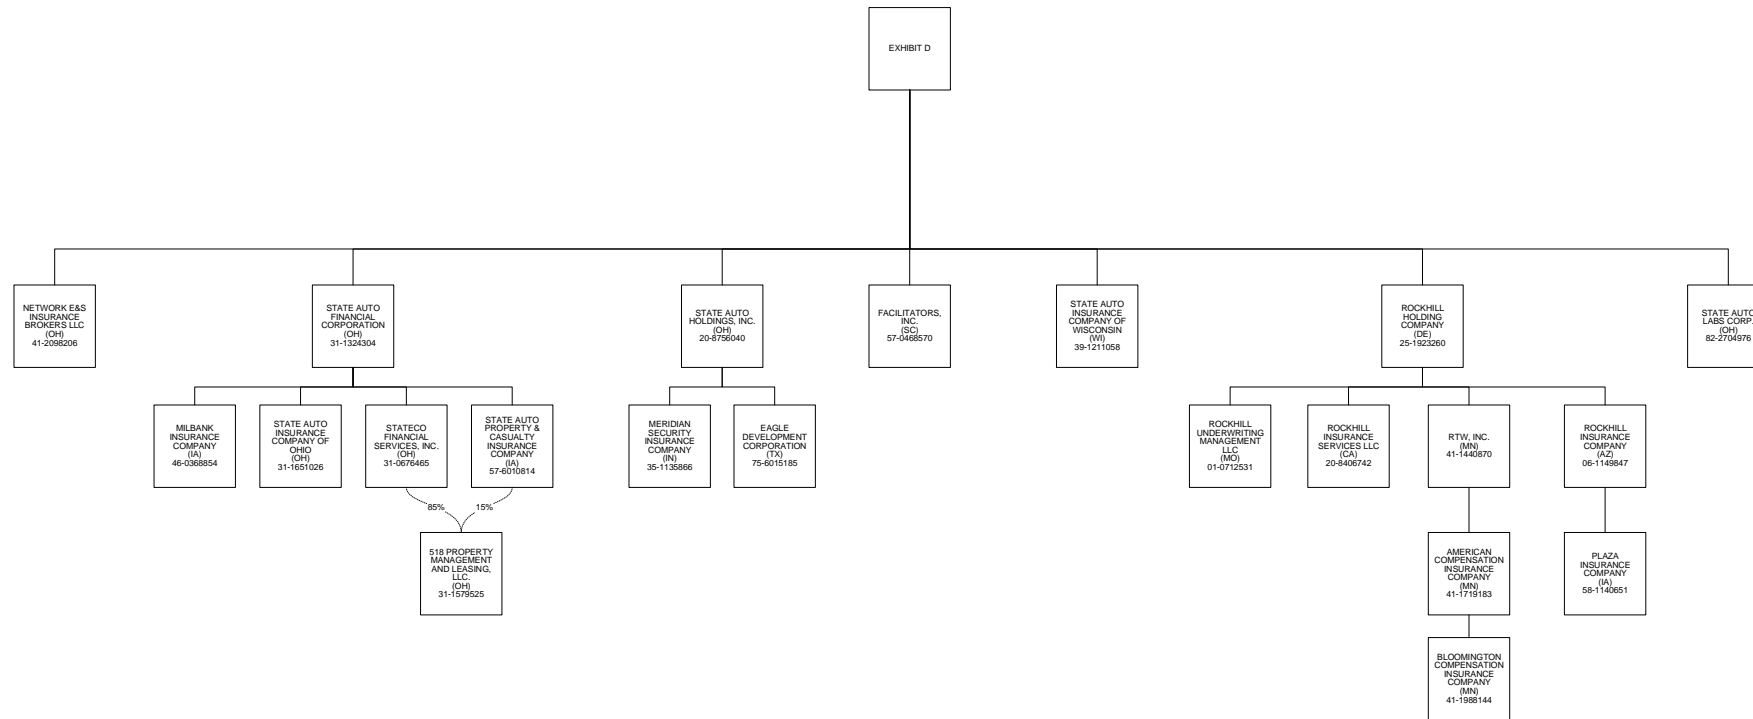 EXHIBIT D
NETWORK E&S
INSURANCE
BROKERS LLC
(OH)
41-2098206
STATE AUTO
FINANCIAL
CORPORATION
(OH)
31-1324304
STATE AUTO
HOLDINGS, INC.
(OH)
20-8756040
FACILITATORS,
INC.
(SC)
57-0468570
STATE AUTO
INSURANCE
COMPANY OF
WISCONSIN
(WI)
39-1211058
ROCKHILL
HOLDING
COMPANY
(DE)
25-1923260
STATE AUTO
LABS CORP.
(OH)
82-2704976
MILBANK
INSURANCE
COMPANY
(IA)
46-0368854
STATE AUTO
INSURANCE
COMPANY OF
OHIO
(OH)
31-1651026
STATECO
FINANCIAL
SERVICES, INC.
(OH)
31-0676465
STATE AUTO
PROPERTY &
CASUALTY
INSURANCE
COMPANY
(IA)
57-6010814
MERIDIAN
SECURITY
INSURANCE
COMPANY
(IN)
35-1135866
EAGLE
DEVELOPMENT
CORPORATION
(TX)
75-6015185
ROCKHILL
UNDERWRITING
MANAGEMENT
LLC
(MO)
01-0712531
ROCKHILL
INSURANCE
SERVICES LLC
(CA)
20-8406742
RTW, INC.
(MN)
41-1440870
ROCKHILL
INSURANCE
COMPANY
(AZ)
06-1149847
85%
15%
518 PROPERTY
MANAGEMENT
AND LEASING,
LLC.
(OH)
31-1579525
AMERICAN
COMPENSATION
INSURANCE
COMPANY
(MN)
41-1719183
PLAZA
INSURANCE
COMPANY
(IA)
58-1140651
BLOOMINGTON
COMPENSATION
INSURANCE
COMPANY
(MN)
41-1988144